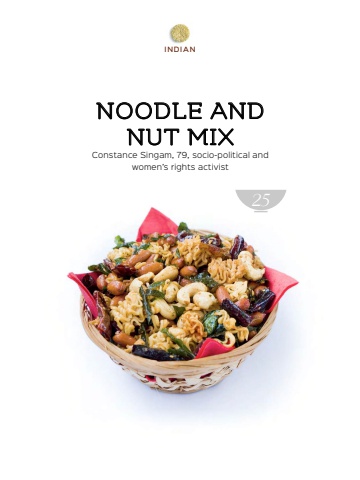 INDIAN
NOODLE AND
NUT MIX
Constance Singam, 79, socio-political and
women's rights activist
25